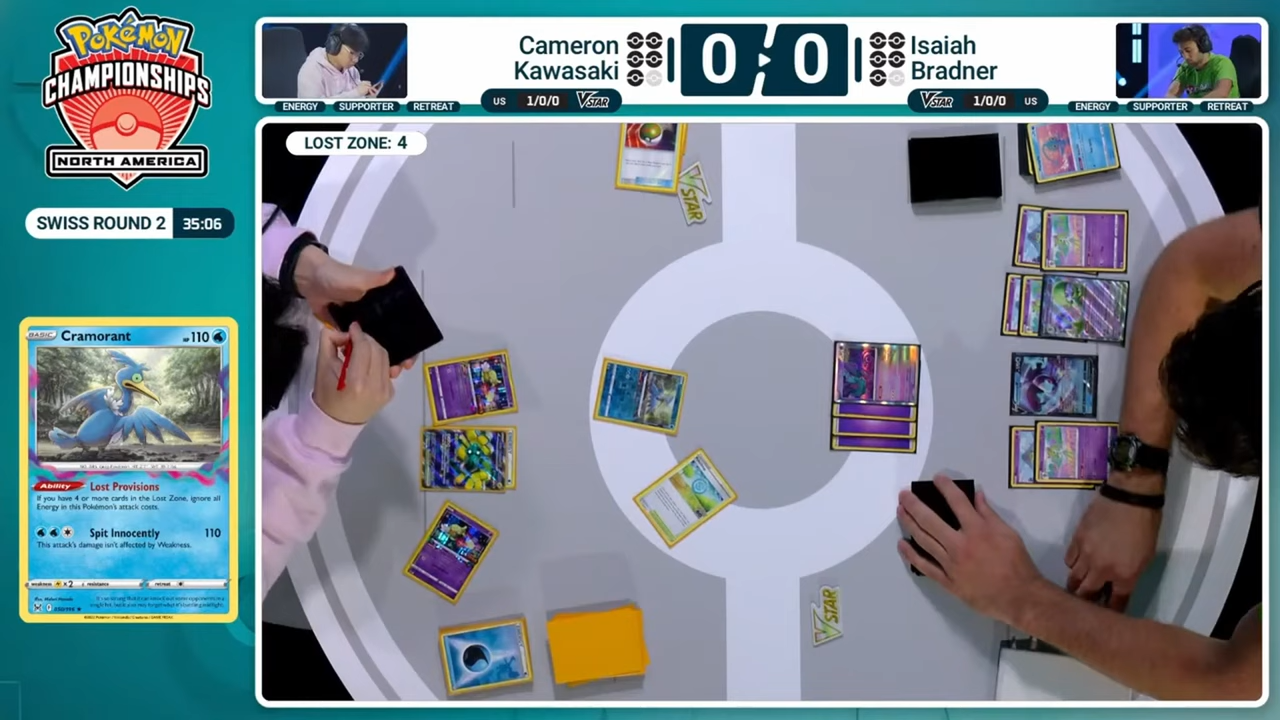 POKéMON
CHAMPIONSHIPS
NORTH AMERICA
SWISS ROUND 2
35:06
Cameron
Kawasaki
0
0
Isaiah
Bradner
ENERGY
SUPPORTER
RETREAT
US
1/0/0
VSTAR
VSTAR
1/0/0
US
ENERGY
SUPPORTER
RETREAT
LOST ZONE: 4
VSTAR
VSTAR
BASIC
Cramorant
HP110
Ability
Lost Provisions
If you have 4 or more cards in the Lost Zone, ignore all
Energy in this Pokémon's attack costs.
Spit Innocently
110
This attack's damage isn't affected by Weakness.
weakness
x2
resistance
retreat